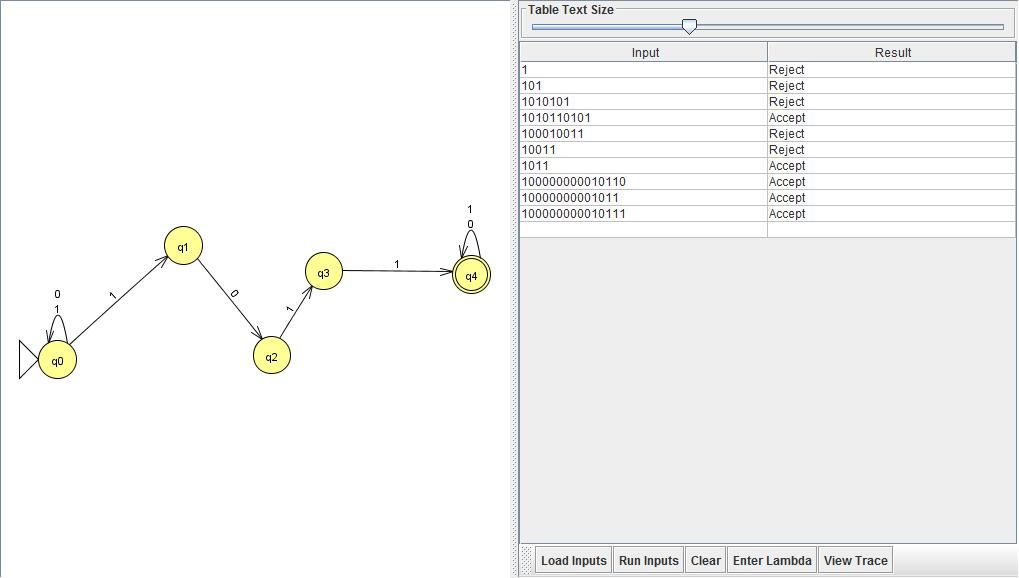 Table Text Size
Input Result
1 Reject
101 Reject
1010101 Reject
1010110101 Accept
100010011 Reject
10011 Reject
1011 Accept
100000000010110 Accept
10000000001011 Accept
100000000010111 Accept
1
0
q1
1
q3
q4
0
1
0
1
1
q0
q2
Load Inputs Run Inputs Clear Enter Lambda View Trace